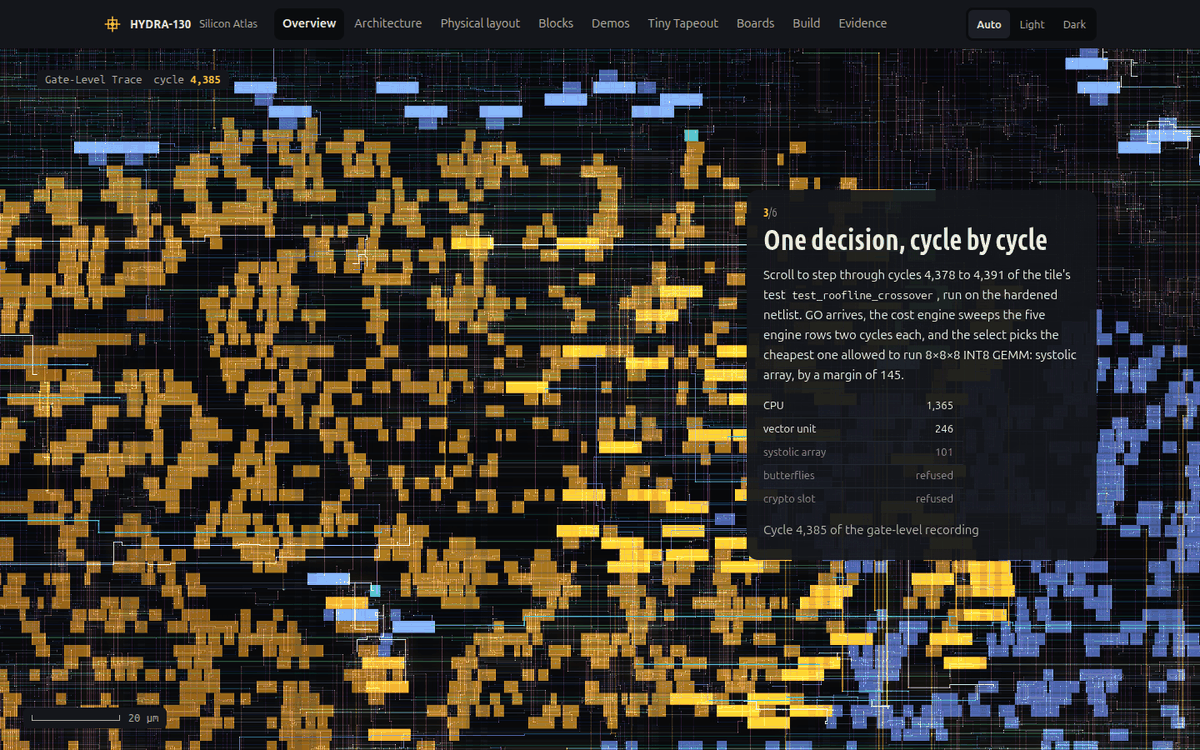 HYDRA-130 Silicon Atlas Overview Architecture Physical layout Blocks Demos Tiny Tapeout Boards Build Evidence Auto Light Dark
Gate-Level Trace cycle 4,385
3/6
One decision, cycle by cycle
Scroll to step through cycles 4,378 to 4,391 of the tile's
test test_roofline_crossover , run on the hardened
netlist. GO arrives, the cost engine sweeps the five
engine rows two cycles each, and the select picks the
cheapest one allowed to run 8×8×8 INT8 GEMM: systolic
array, by a margin of 145.
CPU 1,365
vector unit 246
systolic array 101
butterflies refused
crypto slot refused
Cycle 4,385 of the gate-level recording
20 µm